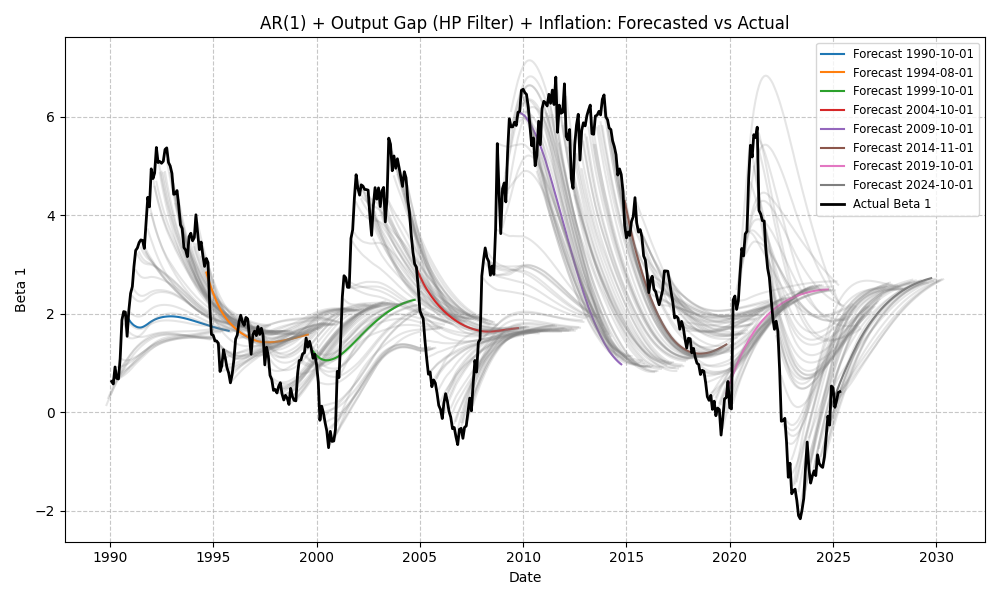 AR(1) + Output Gap (HP Filter) + Inflation: Forecasted vs Actual
Forecast 1990-10-01
Forecast 1994-08-01
Forecast 1999-10-01
Forecast 2004-10-01
Forecast 2009-10-01
Forecast 2014-11-01
Forecast 2019-10-01
Forecast 2024-10-01
Actual Beta 1
Beta 1
6
4
2
0
−2
1990 1995 2000 2005 2010 2015 2020 2025 2030
Date